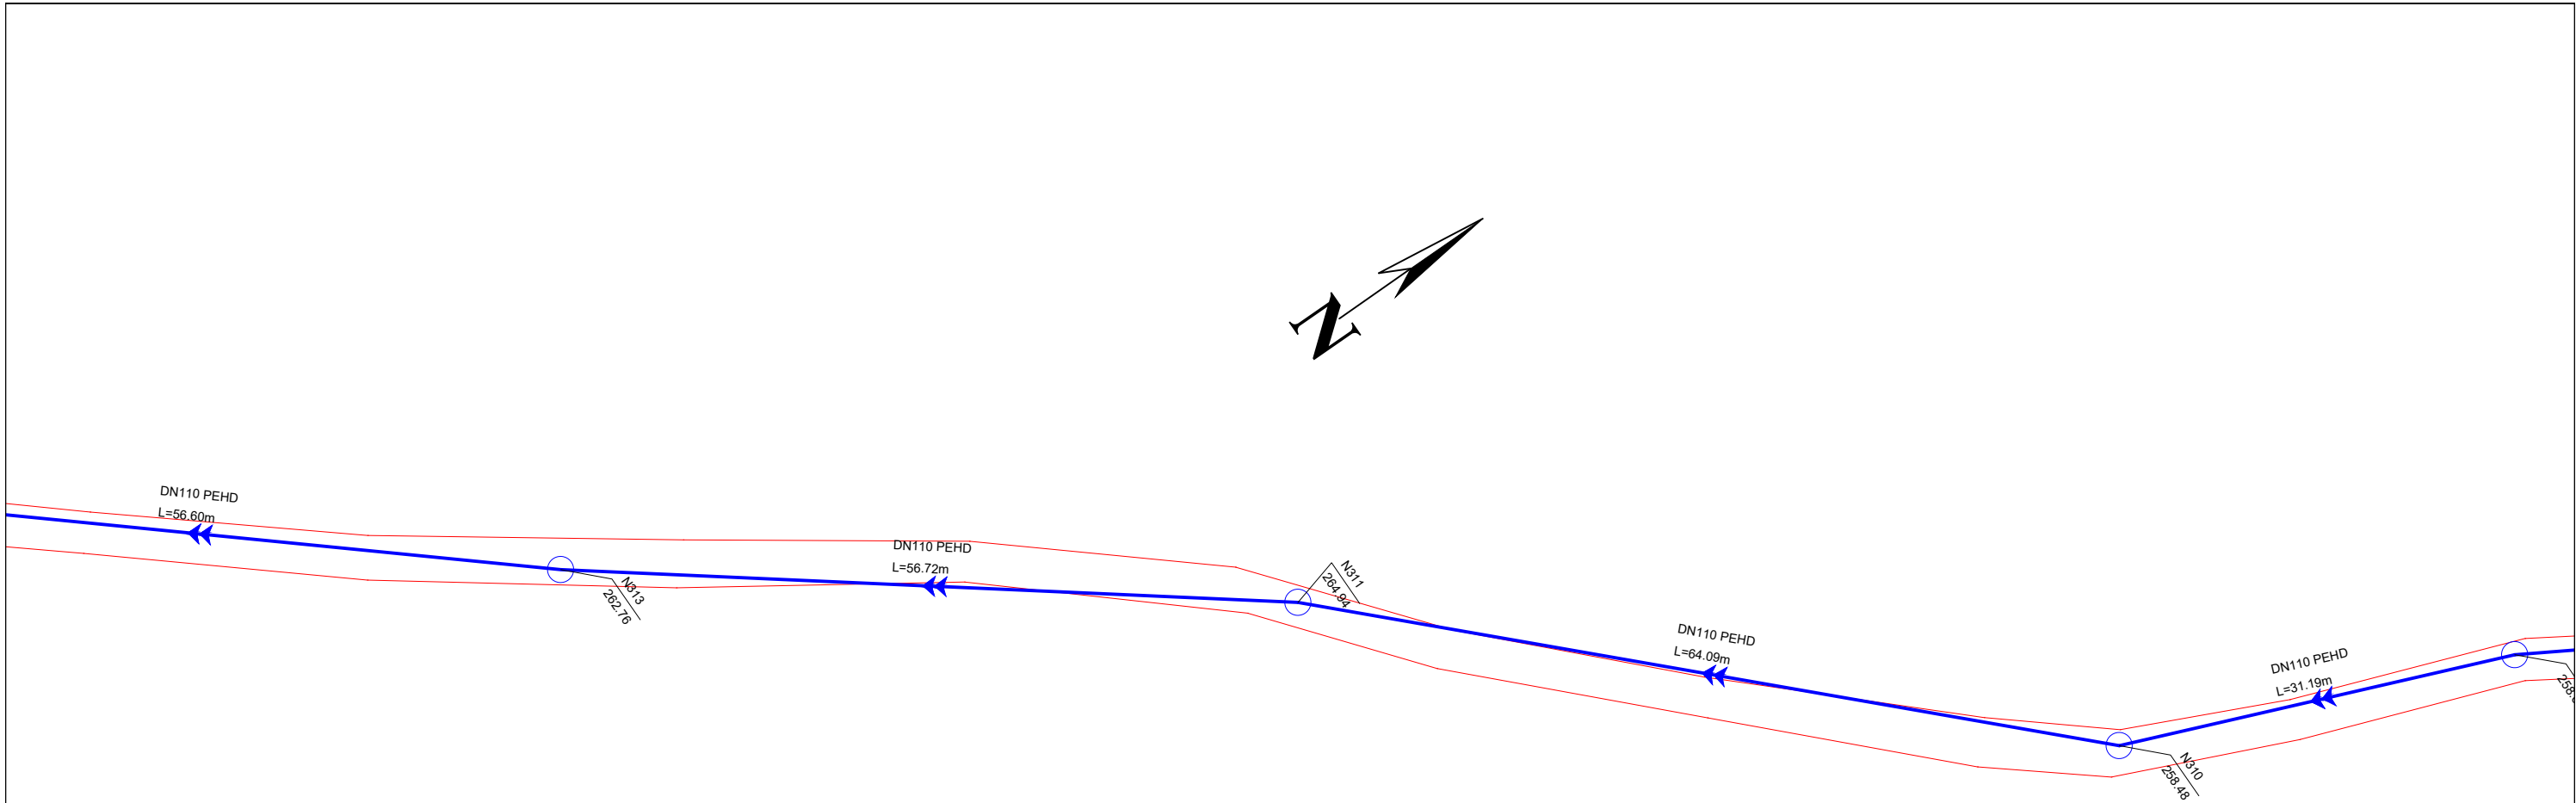 N
DN110 PEHD
L=56.60m
N313
262.76
DN110 PEHD
L=56.72m
N311
264.94
DN110 PEHD
L=64.09m
N310
258.48
DN110 PEHD
L=31.19m